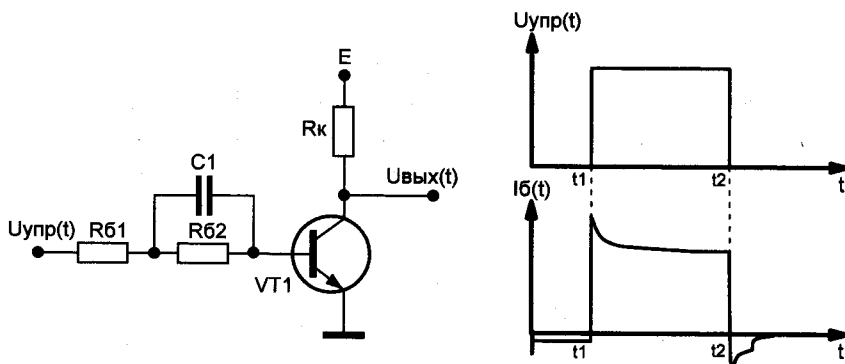 E
Rк
C1
Uвых(t)
Uупр(t)
Rб1
Rб2
VT1
Uупр(t)
t1
t2
t
Iб(t)
t1
t2
t